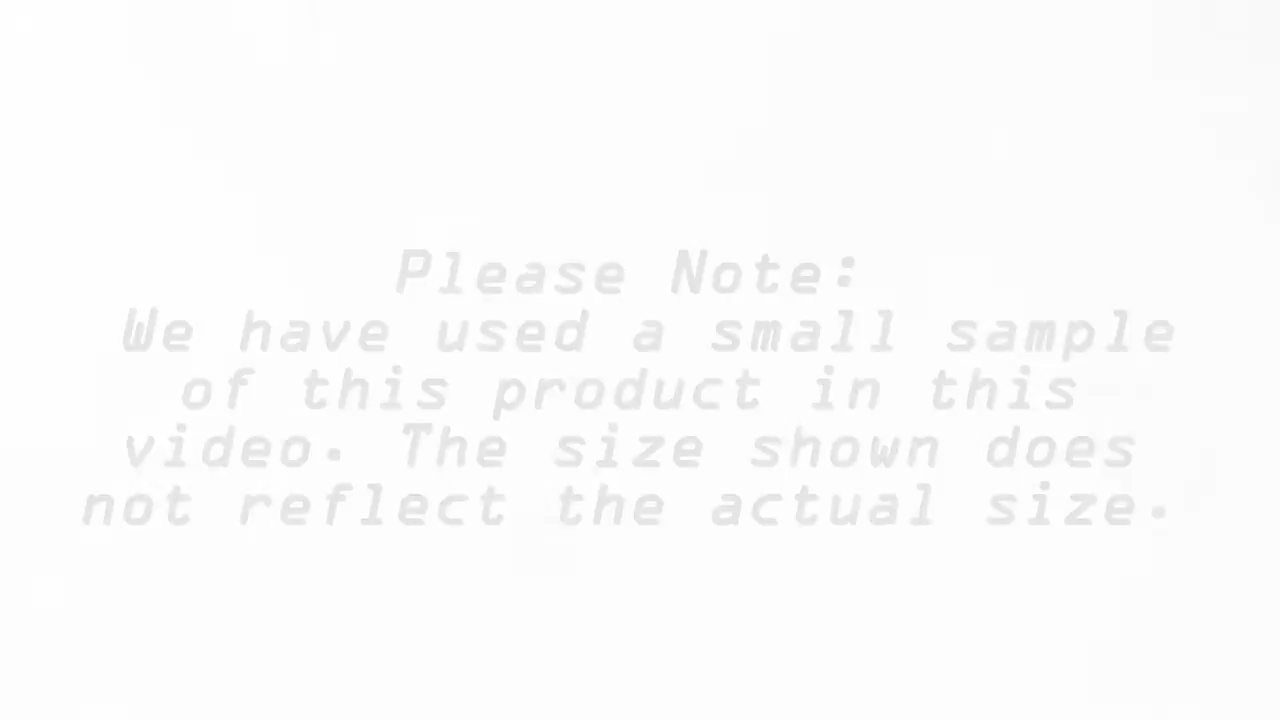 Please Note:
We have used a small sample
of this product in this
video. The size shown does
not reflect the actual size.